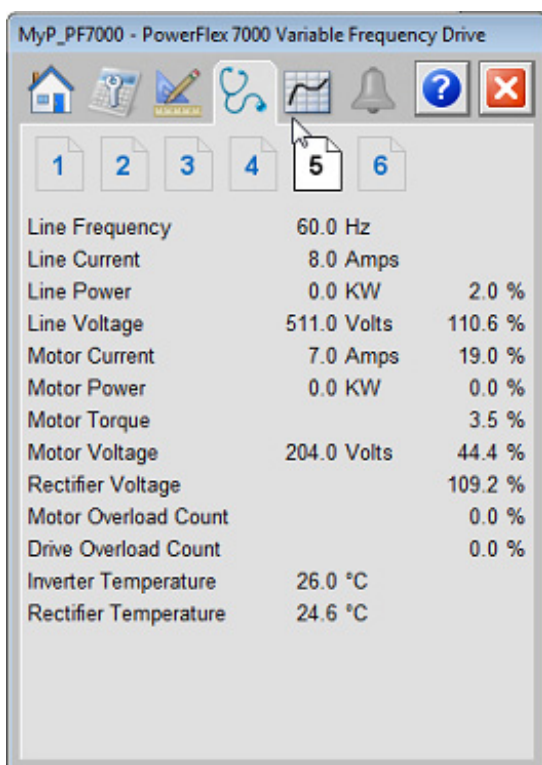 MyP_PF7000 - PowerFlex 7000 Variable Frequency Drive
?
1 2 3 4 5 6
Line Frequency 60.0 Hz
Line Current 8.0 Amps
Line Power 0.0 KW 2.0 %
Line Voltage 511.0 Volts 110.6 %
Motor Current 7.0 Amps 19.0 %
Motor Power 0.0 KW 0.0 %
Motor Torque 3.5 %
Motor Voltage 204.0 Volts 44.4 %
Rectifier Voltage 109.2 %
Motor Overload Count 0.0 %
Drive Overload Count 0.0 %
Inverter Temperature 26.0 °C
Rectifier Temperature 24.6 °C